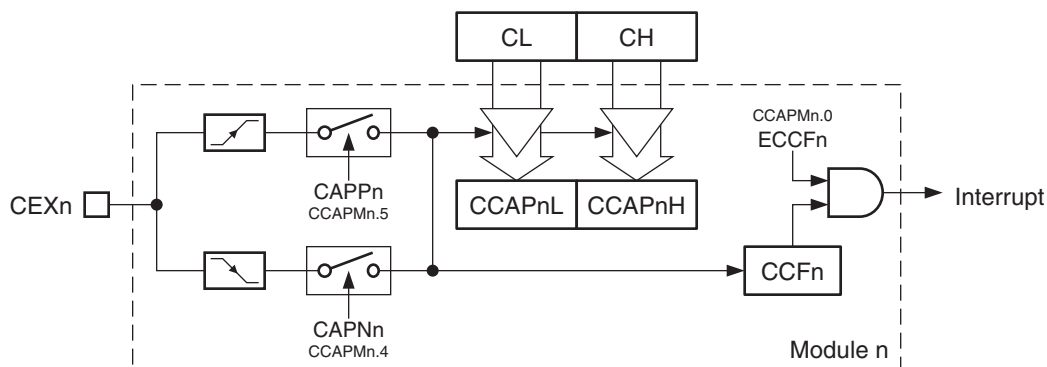 CL CH
CCAPMn.0
ECCFn
CAPPn
CCAPMn.5
CEXn
CCAPnL CCAPnH
Interrupt
CCFn
CAPNn
CCAPMn.4
Module n